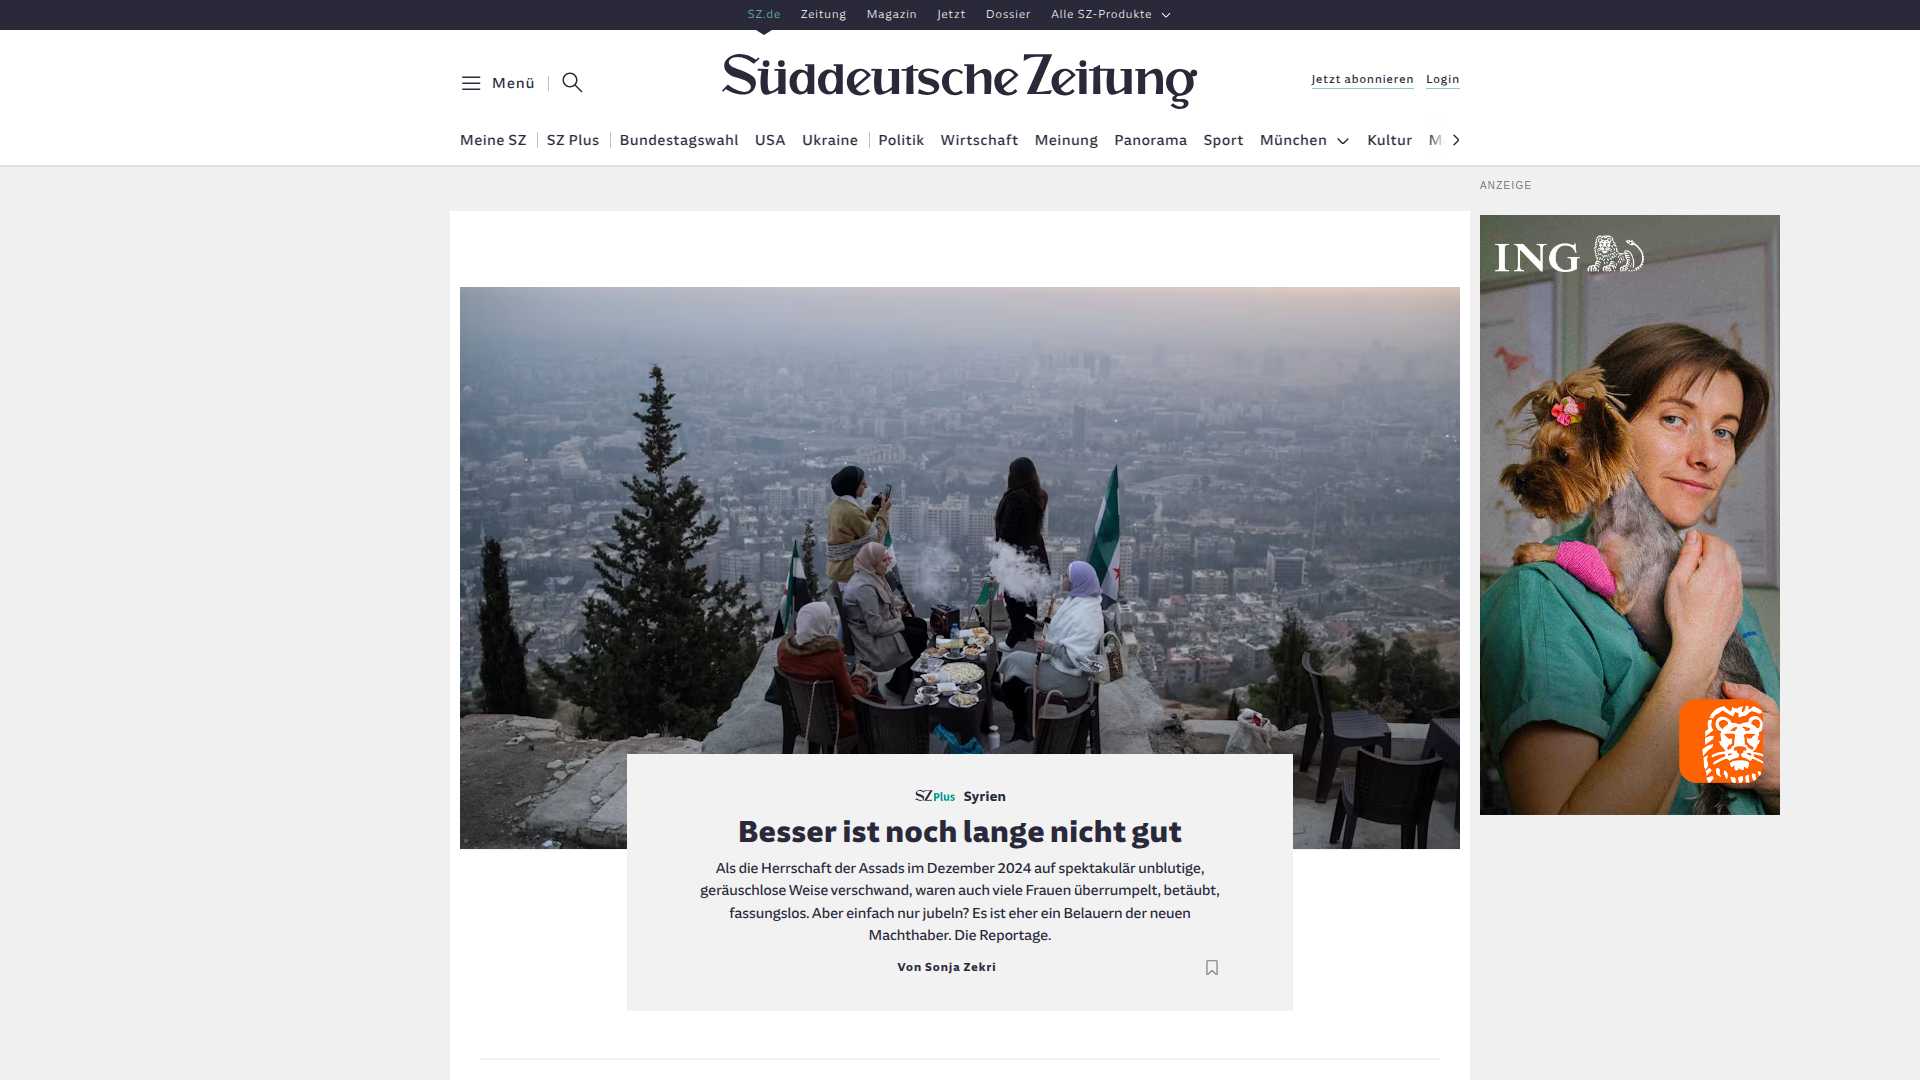 SZ.de Zeitung Magazin Jetzt Dossier Alle SZ-Produkte
Menü
Süddeutsche Zeitung
Jetzt abonnieren Login
Meine SZ SZ Plus Bundestagswahl USA Ukraine Politik Wirtschaft Meinung Panorama Sport München Kultur M
ANZEIGE
ING
SZ Plus Syrien
Besser ist noch lange nicht gut
Als die Herrschaft der Assads im Dezember 2024 auf spektakulär unblutige,
geräuschlose Weise verschwand, waren auch viele Frauen überrumpelt, betäubt,
fassungslos. Aber einfach nur jubeln? Es ist eher ein Belauern der neuen
Machthaber. Die Reportage.
Von Sonja Zekri